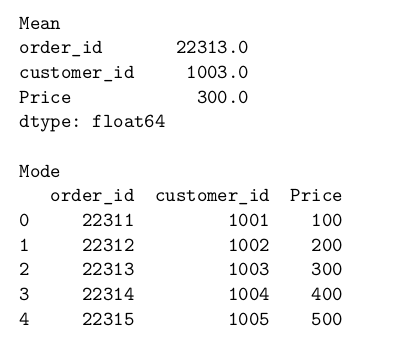 Mean
order_id         22313.0
customer_id       1003.0
Price              300.0
dtype: float64

Mode
   order_id  customer_id  Price
0     22311         1001    100
1     22312         1002    200
2     22313         1003    300
3     22314         1004    400
4     22315         1005    500